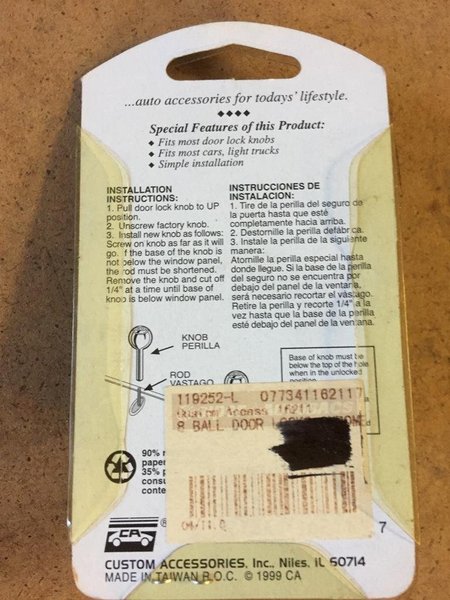 ...auto accessories for todays' lifestyle.
Special Features of this Product:
◆ Fits most door lock knobs
◆ Fits most cars, light trucks
◆ Simple installation
INSTALLATION
INSTRUCTIONS:
1. Pull door lock knob to UP
position.
2. Unscrew factory knob.
3. Install new knob as follows:
Screw on knob as far as it will
go. If the base of the knob is
not below the window panel,
the rod must be shortened.
Remove the knob and cut off
1/4" at a time until base of
knob is below window panel.
INSTRUCCIONES DE
INSTALACION:
1. Tire de la perilla del seguro de
la puerta hasta que esté
completamente hacia arriba.
2. Destornille la perilla defábrica.
3. Instale la perilla de la siguiente
manera:
Atornille la perilla especial hasta
donde llegue. Si la base de la perilla
del seguro no se encuentra por
debajo del panel de la ventana,
será necesario recortar el vástago.
Retire la perilla y recorte 1/4" a la
vez hasta que la base de la perilla
esté debajo del panel de la ventana.
KNOB
PERILLA
ROD
VASTAGO
Base of knob must be
below the top of the hole
when in the unlocked
position
119252-L 077341162117
Custom Access 16211
8 BALL DOOR
90%
paper
35%
CA ®
7
CUSTOM ACCESSORIES, Inc., Niles, IL 60714
MADE IN TAIWAN R.O.C. © 1999 CA